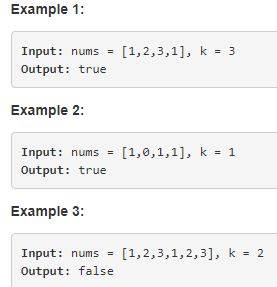 Example 1:
Input: nums = [1,2,3,1], k = 3
Output: true
Example 2:
Input: nums = [1,0,1,1], k = 1
Output: true
Example 3:
Input: nums = [1,2,3,1,2,3], k = 2
Output: false